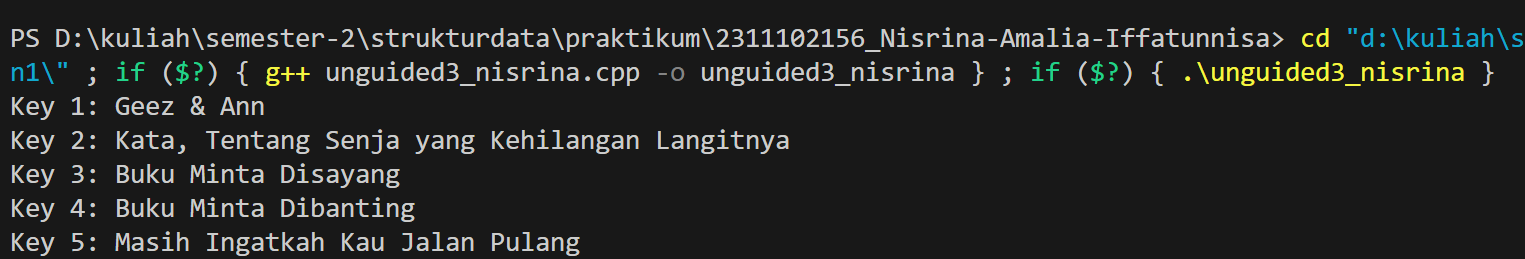 PS D:\kuliah\semester-2\strukturdata\praktikum\2311102156_Nisrina-Amalia-Iffatunnisa> cd "d:\kuliah\s
n1\" ; if ($?) { g++ unguided3_nisrina.cpp -o unguided3_nisrina } ; if ($?) { .\unguided3_nisrina }
Key 1: Geez & Ann
Key 2: Kata, Tentang Senja yang Kehilangan Langitnya
Key 3: Buku Minta Disayang
Key 4: Buku Minta Dibanting
Key 5: Masih Ingatkah Kau Jalan Pulang